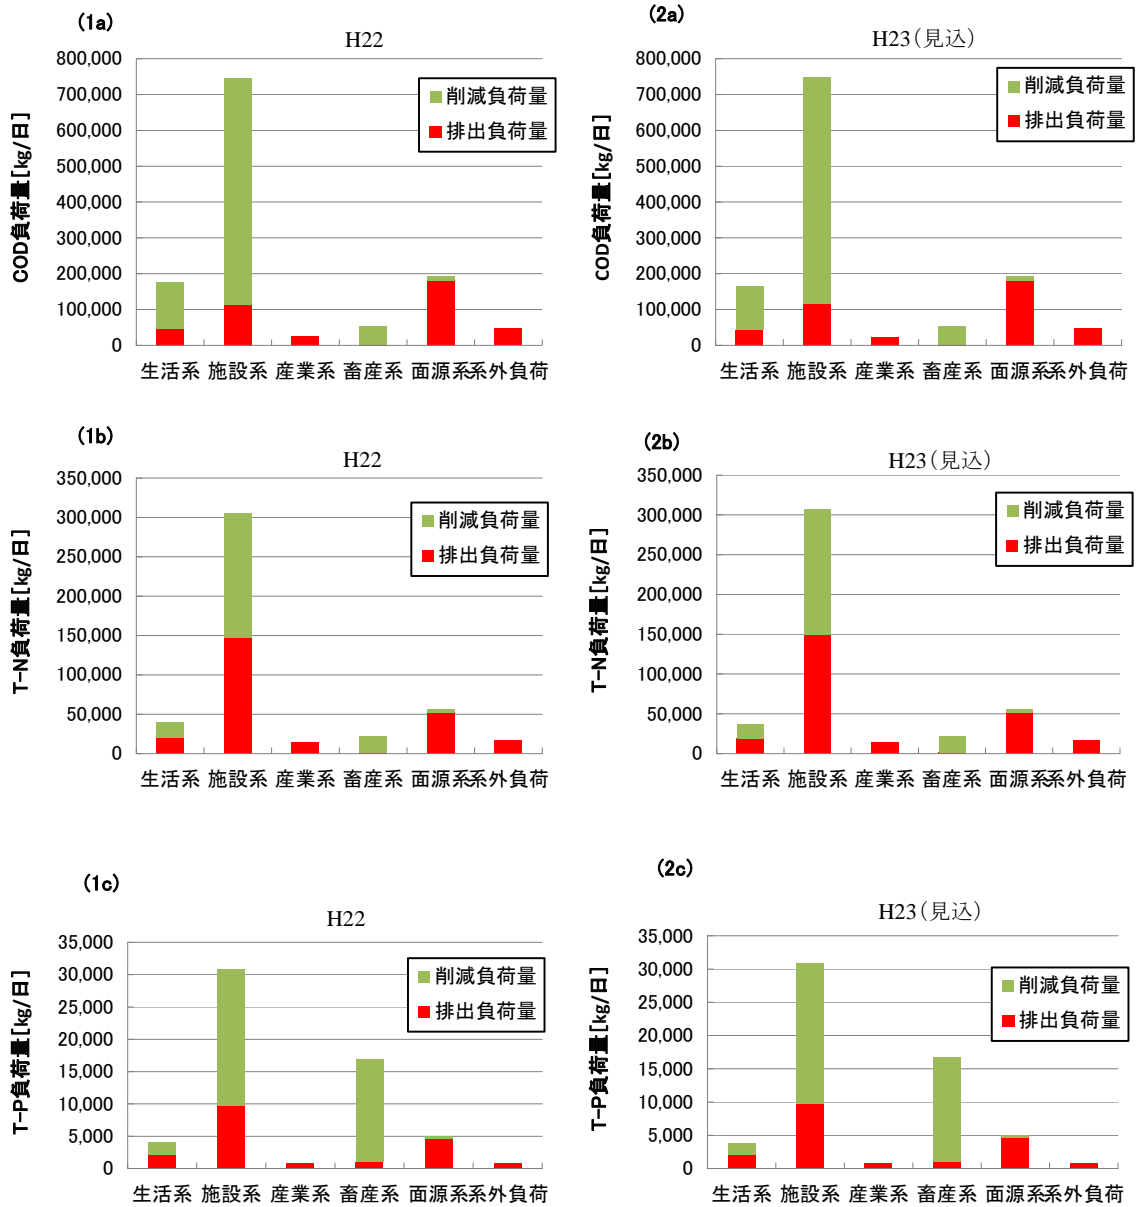 (1a)
H22
800,000
700,000
600,000
500,000
400,000
300,000
200,000
100,000
0
COD負荷量[㎏/日]
削減負荷量
排出負荷量
生活系 施設系 産業系 畜産系 面源系 系外負荷
(2a)
H23(見込)
800,000
700,000
600,000
500,000
400,000
300,000
200,000
100,000
0
COD負荷量[㎏/日]
削減負荷量
排出負荷量
生活系 施設系 産業系 畜産系 面源系 系外負荷
(1b)
H22
350,000
300,000
250,000
200,000
150,000
100,000
50,000
0
T-N負荷量[㎏/日]
削減負荷量
排出負荷量
生活系 施設系 産業系 畜産系 面源系 系外負荷
(2b)
H23(見込)
350,000
300,000
250,000
200,000
150,000
100,000
50,000
0
T-N負荷量[㎏/日]
削減負荷量
排出負荷量
生活系 施設系 産業系 畜産系 面源系 系外負荷
(1c)
H22
35,000
30,000
25,000
20,000
15,000
10,000
5,000
0
T-P負荷量[㎏/日]
削減負荷量
排出負荷量
生活系 施設系 産業系 畜産系 面源系 系外負荷
(2c)
H23(見込)
35,000
30,000
25,000
20,000
15,000
10,000
5,000
0
T-P負荷量[㎏/日]
削減負荷量
排出負荷量
生活系 施設系 産業系 畜産系 面源系 系外負荷